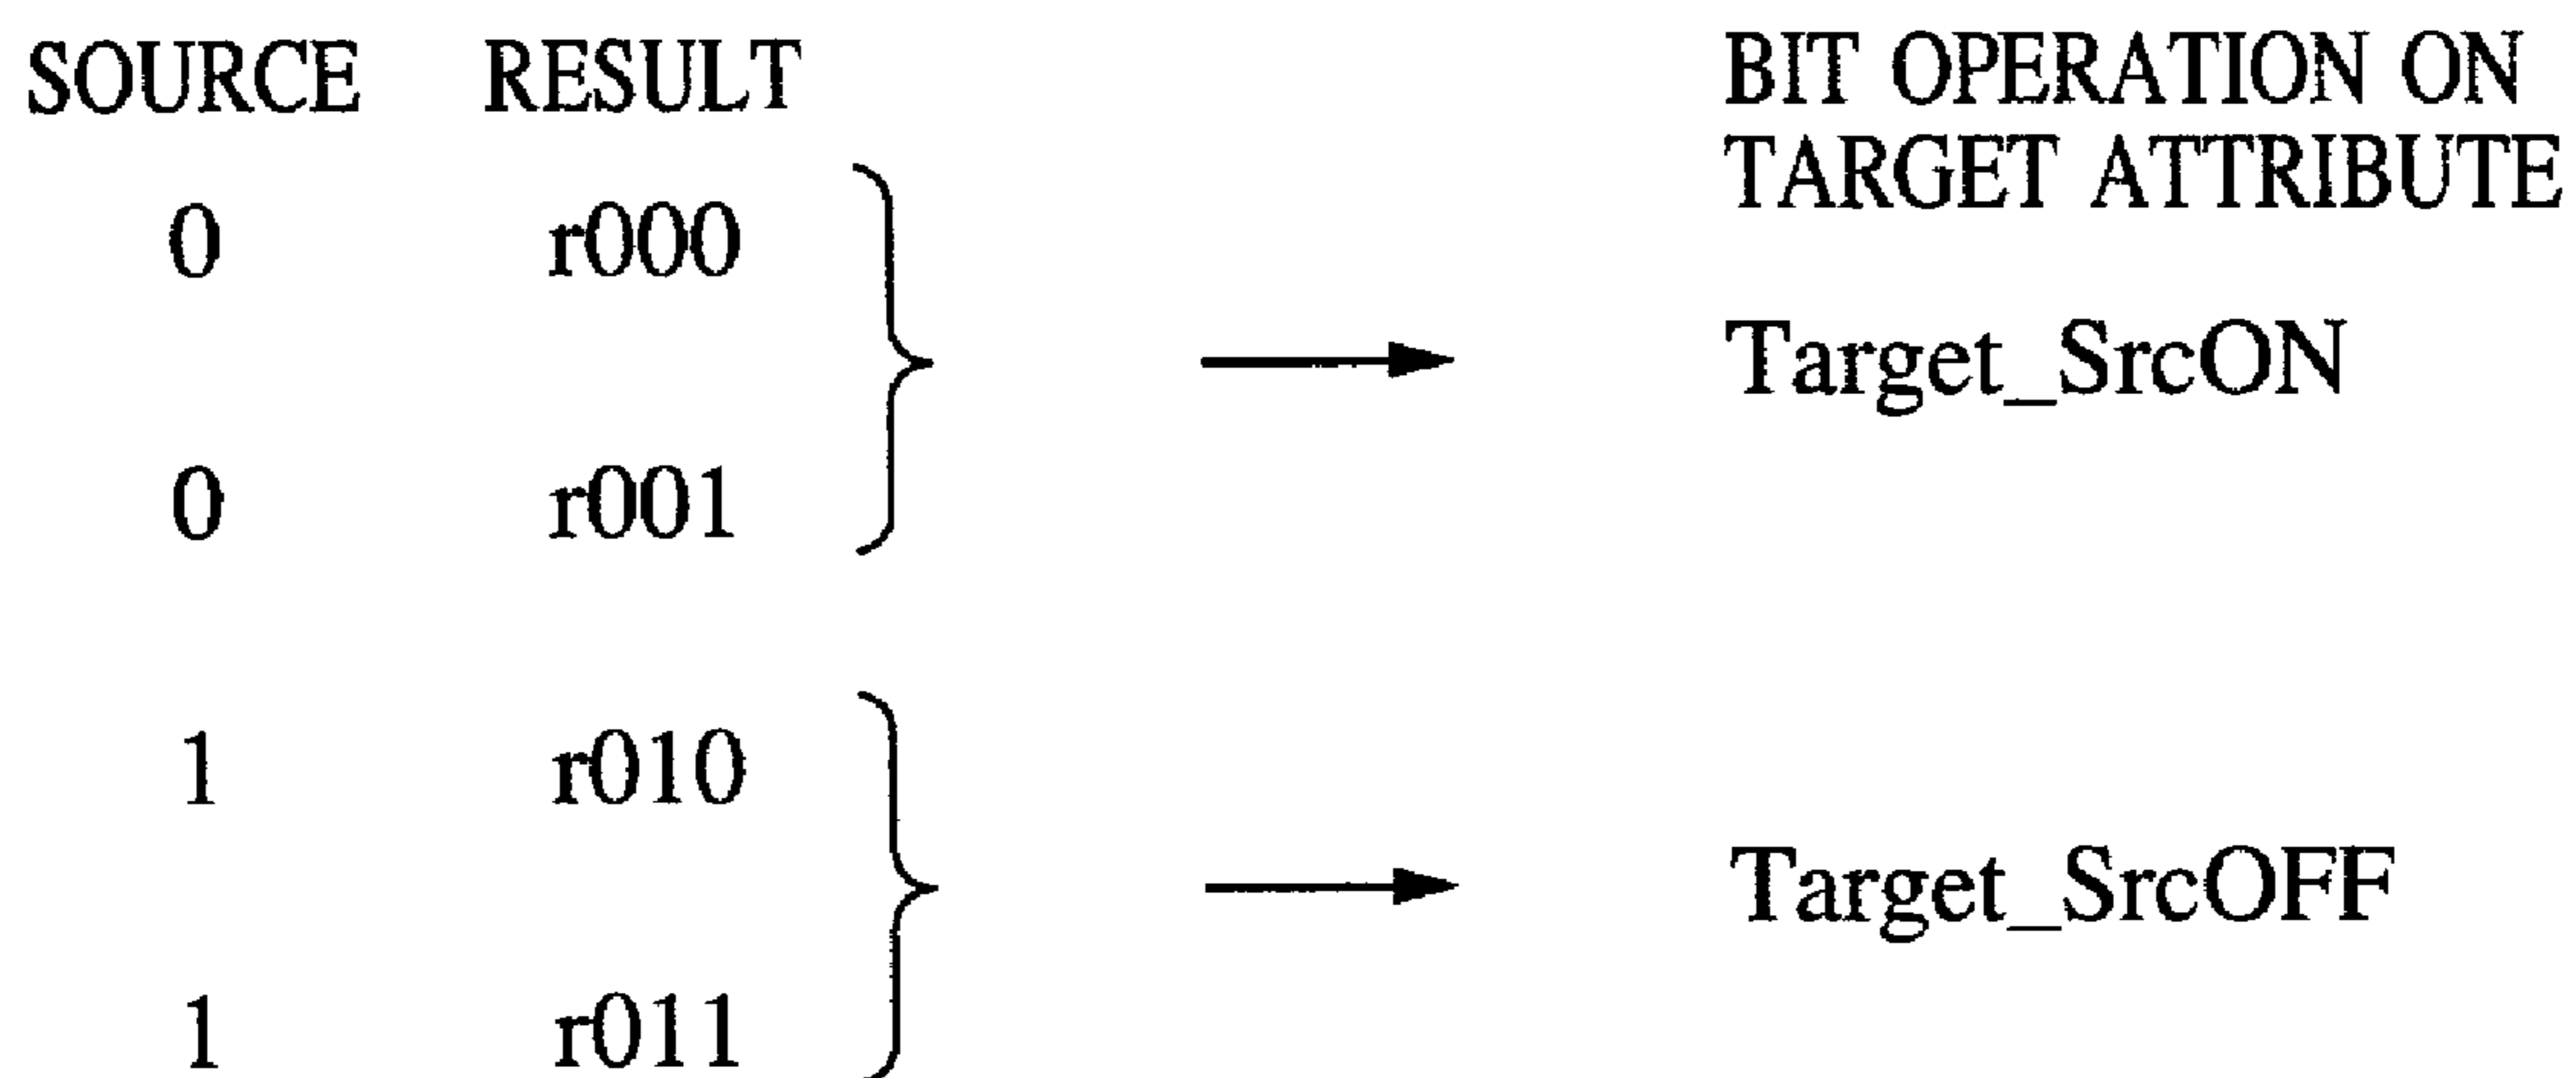 SOURCE RESULT BIT OPERATION ON
TARGET ATTRIBUTE
0 r000
Target_SrcON
0 r001
1 r010
Target_SrcOFF
1 r011